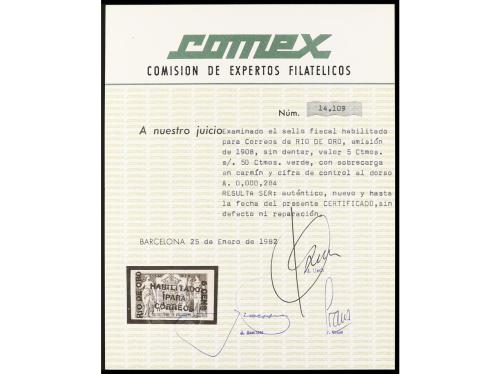 comex
COMISION DE EXPERTOS FILATELICOS
Núm. 14.109
A nuestro juicio Examinado el sello fiscal habilitado
para Correos de RIO DE ORO, emisión
de 1908, sin dentar, valor 5 Ctmos.
s/. 50 Ctmos. verde, con sobrecarga
en carmín y cifra de control al dorso
A. 0,000,284
RESULTA SER: auténtico, nuevo y hasta
la fecha del presente CERTIFICADO, sin
defecto ni reparación.
BARCELONA 25 de Enero de 1982
RIO DE ORO
HABILITADO
PARA
CORREOS
5 CENS